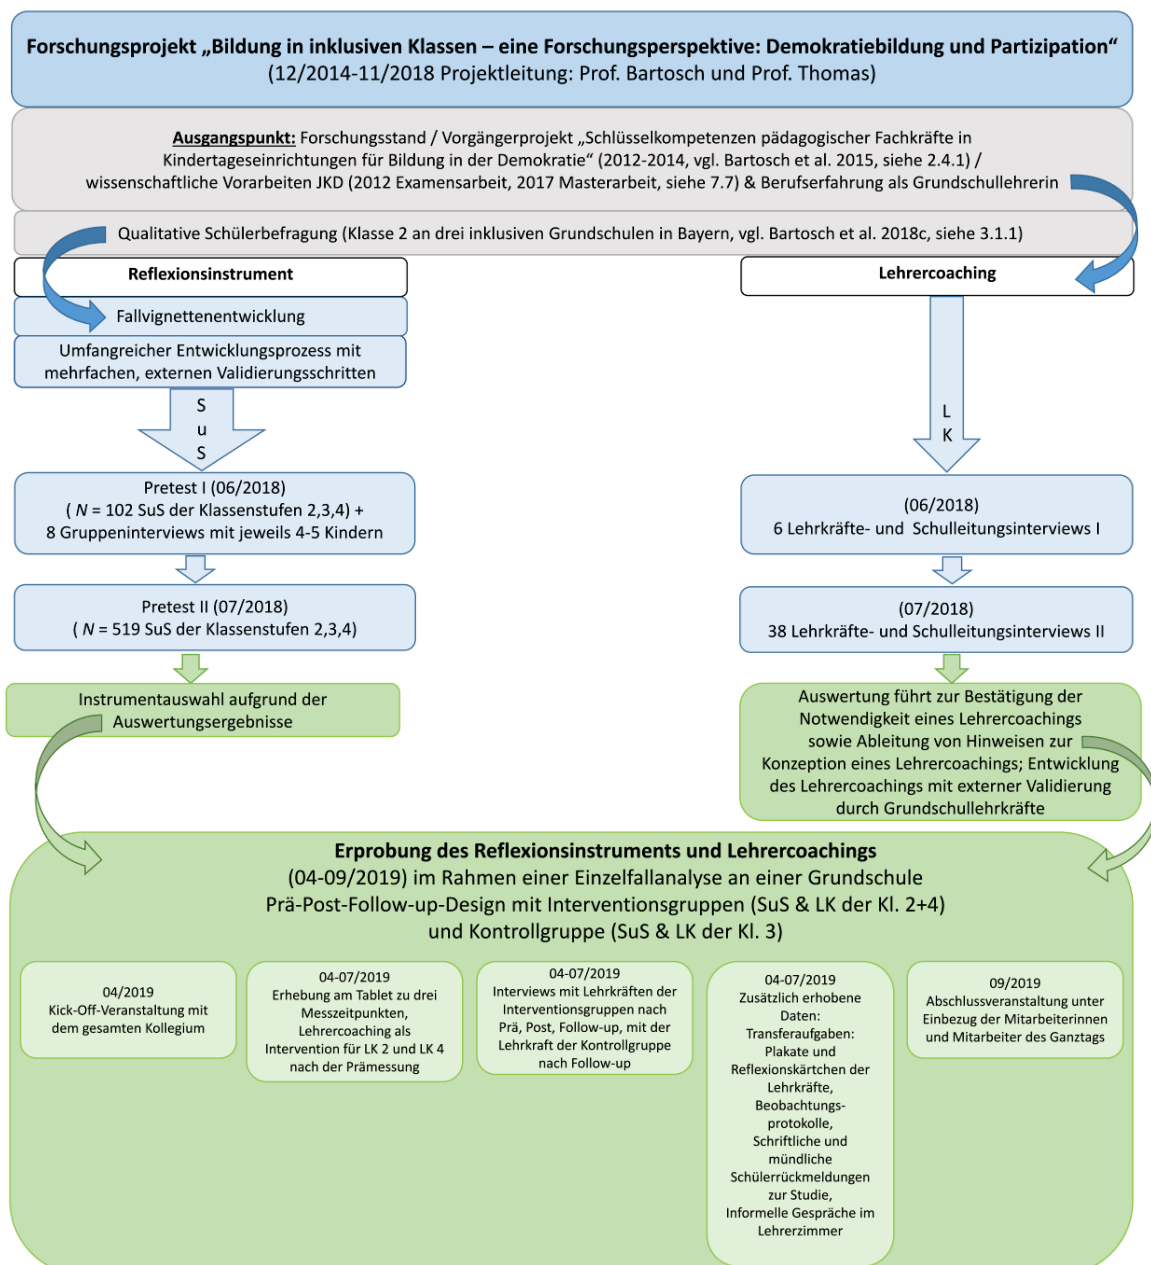 Forschungsprojekt „Bildung in inklusiven Klassen – eine Forschungsperspektive: Demokratiebildung und Partizipation“
(12/2014-11/2018 Projektleitung: Prof. Bartosch und Prof. Thomas)
Ausgangspunkt: Forschungsstand / Vorgängerprojekt „Schlüsselkompetenzen pädagogischer Fachkräfte in
Kindertageseinrichtungen für Bildung in der Demokratie“ (2012-2014, vgl. Bartosch et al. 2015, siehe 2.4.1) /
wissenschaftliche Vorarbeiten JKD (2012 Examensarbeit, 2017 Masterarbeit, siehe 7.7) & Berufserfahrung als Grundschullehrerin
Qualitative Schülerbefragung (Klasse 2 an drei inklusiven Grundschulen in Bayern, vgl. Bartosch et al. 2018c, siehe 3.1.1)
Reflexionsinstrument
Fallvignettenentwicklung
Umfangreicher Entwicklungsprozess mit
mehrfachen, externen Validierungsschritten
S
u
S
Pretest I (06/2018)
( N = 102 SuS der Klassenstufen 2,3,4) +
8 Gruppeninterviews mit jeweils 4-5 Kindern
Pretest II (07/2018)
( N = 519 SuS der Klassenstufen 2,3,4)
Instrumentauswahl aufgrund der
Auswertungsergebnisse
Lehrercoaching
L
K
(06/2018)
6 Lehrkräfte- und Schulleitungsinterviews I
(07/2018)
38 Lehrkräfte- und Schulleitungsinterviews II
Auswertung führt zur Bestätigung der
Notwendigkeit eines Lehrercoachings
sowie Ableitung von Hinweisen zur
Konzeption eines Lehrercoachings; Entwicklung
des Lehrercoachings mit externer Validierung
durch Grundschullehrkräfte
Erprobung des Reflexionsinstruments und Lehrercoachings
(04-09/2019) im Rahmen einer Einzelfallanalyse an einer Grundschule
Prä-Post-Follow-up-Design mit Interventionsgruppen (SuS & LK der Kl. 2+4)
und Kontrollgruppe (SuS & LK der Kl. 3)
04/2019
Kick-Off-Veranstaltung mit
dem gesamten Kollegium
04-07/2019
Erhebung am Tablet zu drei
Messzeitpunkten,
Lehrercoaching als
Intervention für LK 2 und LK 4
nach der Prämessung
04-07/2019
Interviews mit Lehrkräften der
Interventionsgruppen nach
Prä, Post, Follow-up, mit der
Lehrkraft der Kontrollgruppe
nach Follow-up
04-07/2019
Zusätzlich erhobene
Daten:
Transferaufgaben:
Plakate und
Reflexionskärtchen der
Lehrkräfte,
Beobachtungs-
protokolle,
Schriftliche und
mündliche
Schülerrückmeldungen
zur Studie,
Informelle Gespräche im
Lehrerzimmer
09/2019
Abschlussveranstaltung unter
Einbezug der Mitarbeiterinnen
und Mitarbeiter des Ganztags